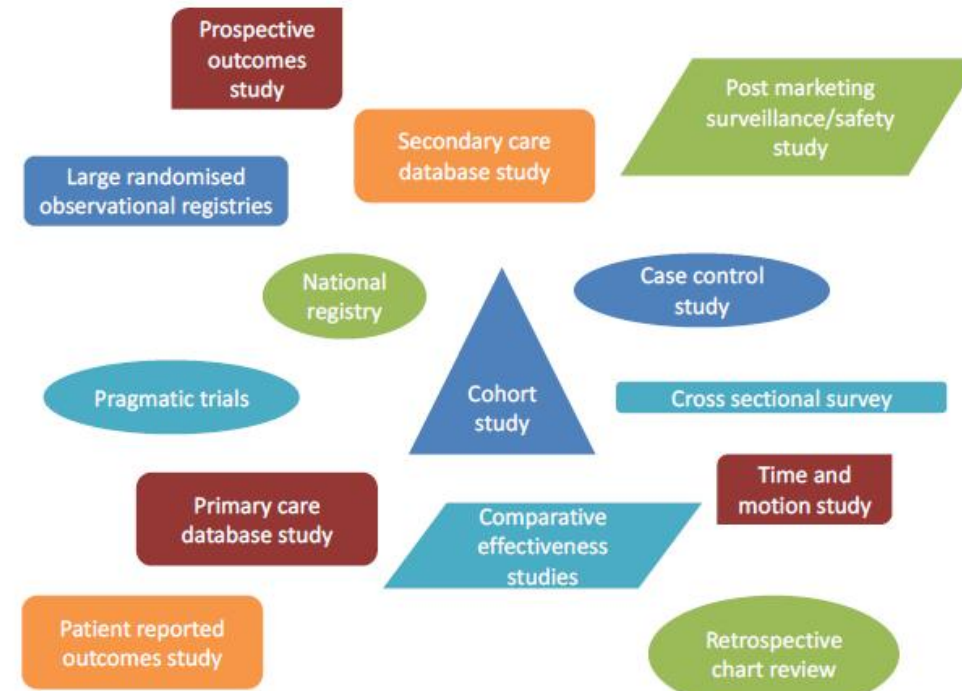 Prospective
outcomes
study
Post marketing
surveillance/safety
study
Secondary care
database study
Large randomised
observational registries
National
registry
Case control
study
Pragmatic trials
Cohort
study
Cross sectional survey
Primary care
database study
Comparative
effectiveness
studies
Time and
motion study
Patient reported
outcomes study
Retrospective
chart review